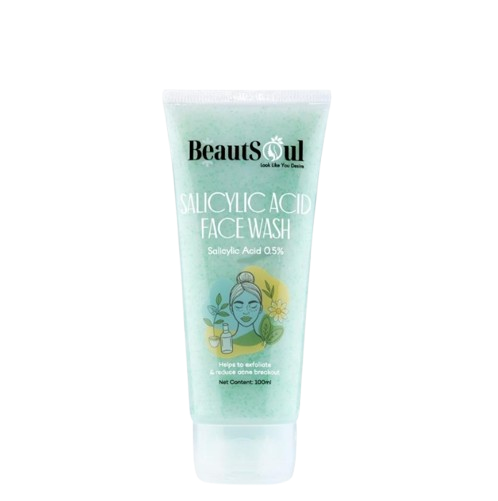 BeautSoul
Look Like You Desire
SALICYLIC ACID
FACE WASH
Salicylic Acid 0.5%
Helps to exfoliate
& reduce acne breakout
Net Content: 100ml